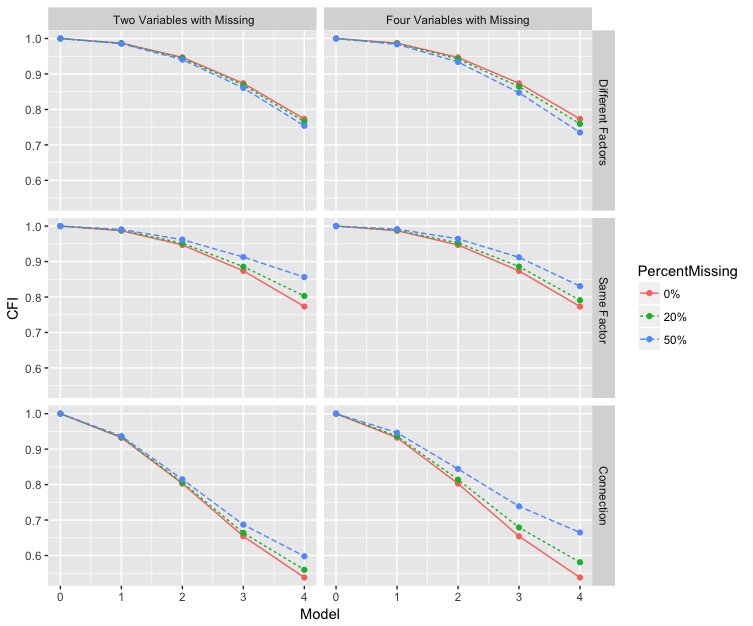 Two Variables with Missing
Four Variables with Missing
1.0
0.9
0.8
0.7
0.6
Different Factors
CFI
1.0
0.9
0.8
0.7
0.6
Same Factor
1.0
0.9
0.8
0.7
0.6
Connection
0 1 2 3 4
0 1 2 3 4
Model
PercentMissing
0%
20%
50%